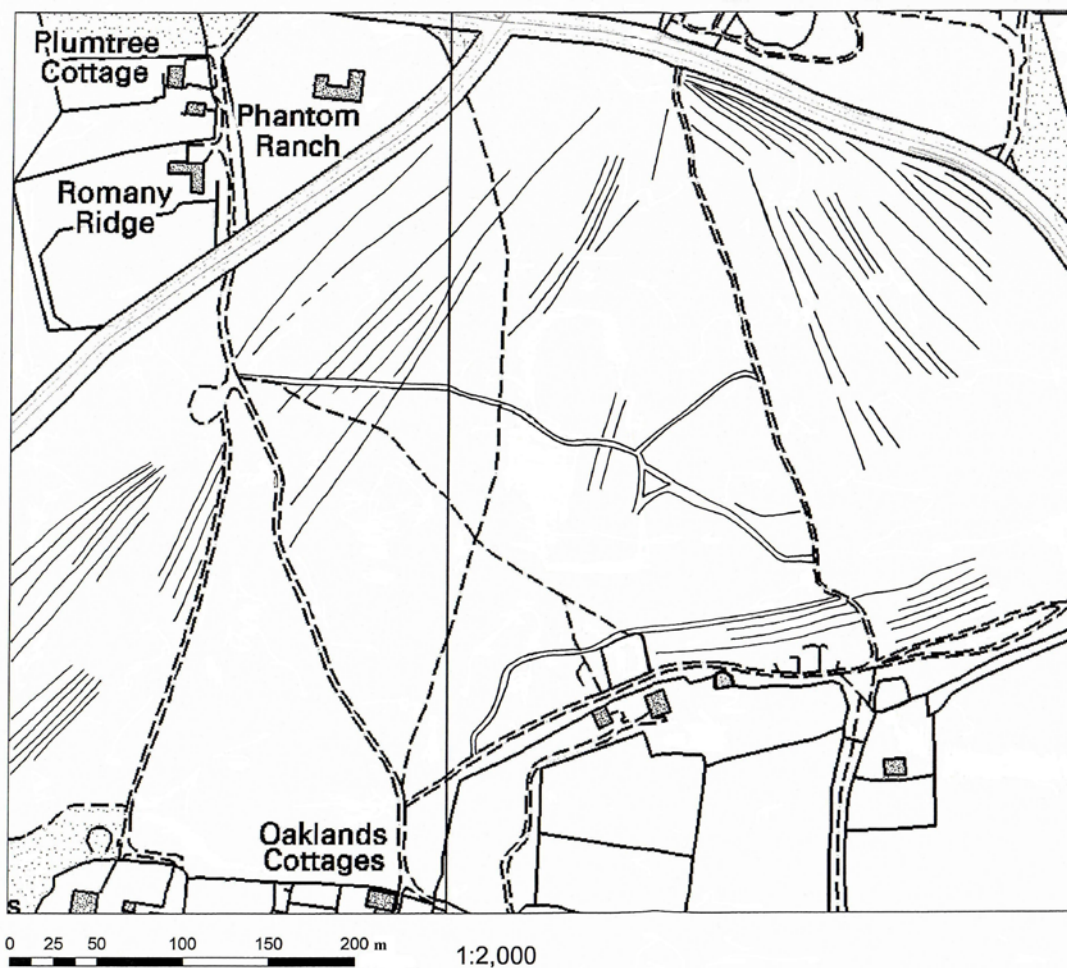 Plumtree
Cottage
Phantom
Ranch
Romany
Ridge
Oaklands
Cottages
s
0 25 50 100 150 200 m
1:2,000